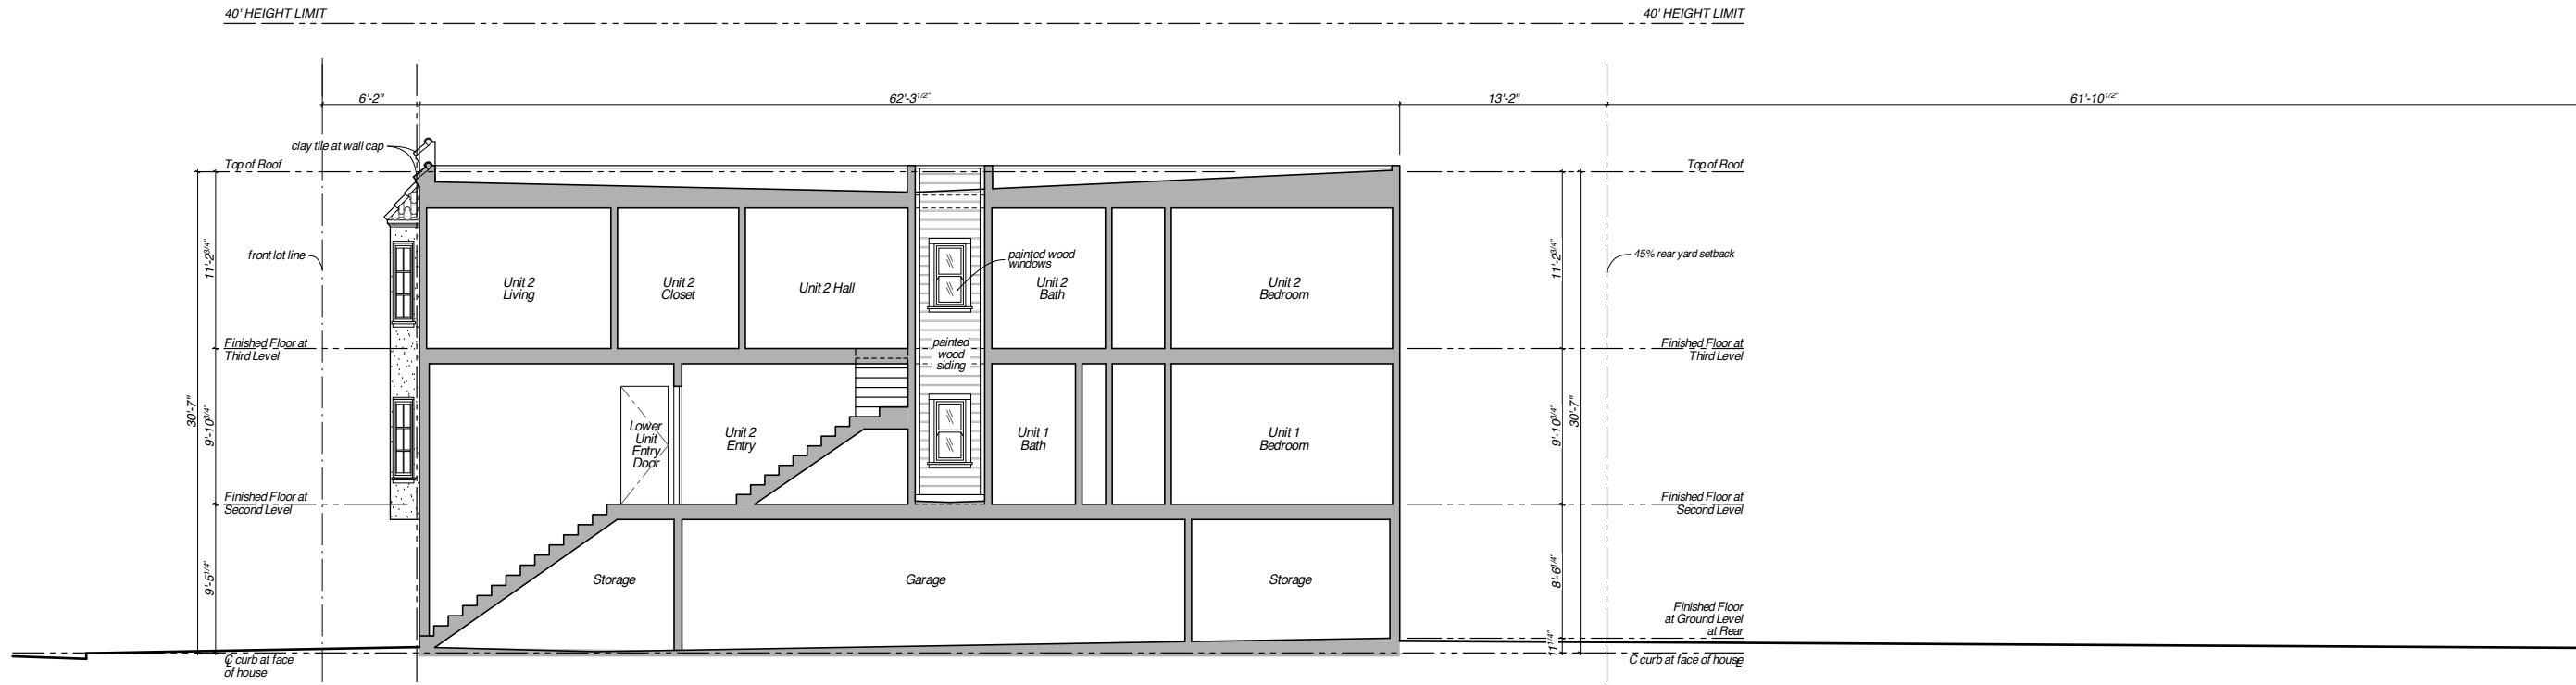 40' HEIGHT LIMIT
40' HEIGHT LIMIT
6'-2"
62'-3 1/2"
13'-2"
61'-10 1/2"
clay tile at wall cap
Top of Roof
Top of Roof
front lot line
45% rear yard setback
11'-2 3/4"
9'-10 3/4"
9'-5 1/4"
30'-7"
11'-2 3/4"
9'-10 3/4"
8'-6 1/4"
11 1/4"
30'-7"
Unit 2
Living
Unit 2
Closet
Unit 2 Hall
painted wood
windows
Unit 2
Bath
Unit 2
Bedroom
Finished Floor at
Third Level
painted
wood
siding
Finished Floor at
Third Level
Lower
Unit
Entry
Door
Unit 2
Entry
Unit 1
Bath
Unit 1
Bedroom
Finished Floor at
Second Level
Finished Floor at
Second Level
Storage
Garage
Storage
Finished Floor
at Ground Level
at Rear
C curb at face
L
of house
C curb at face of house
L